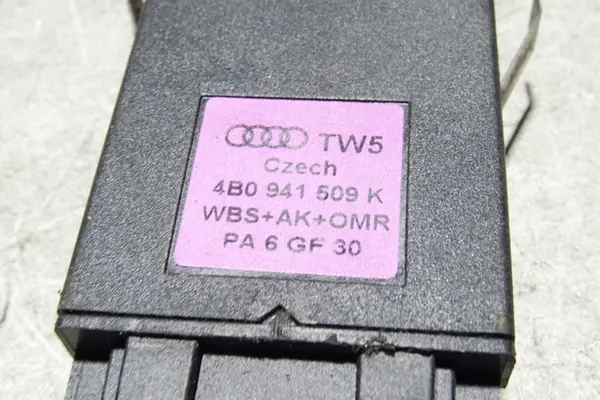 TW5
Czech
4B0 941 509 K
WBS+AK+OMR
PA 6 GF 30